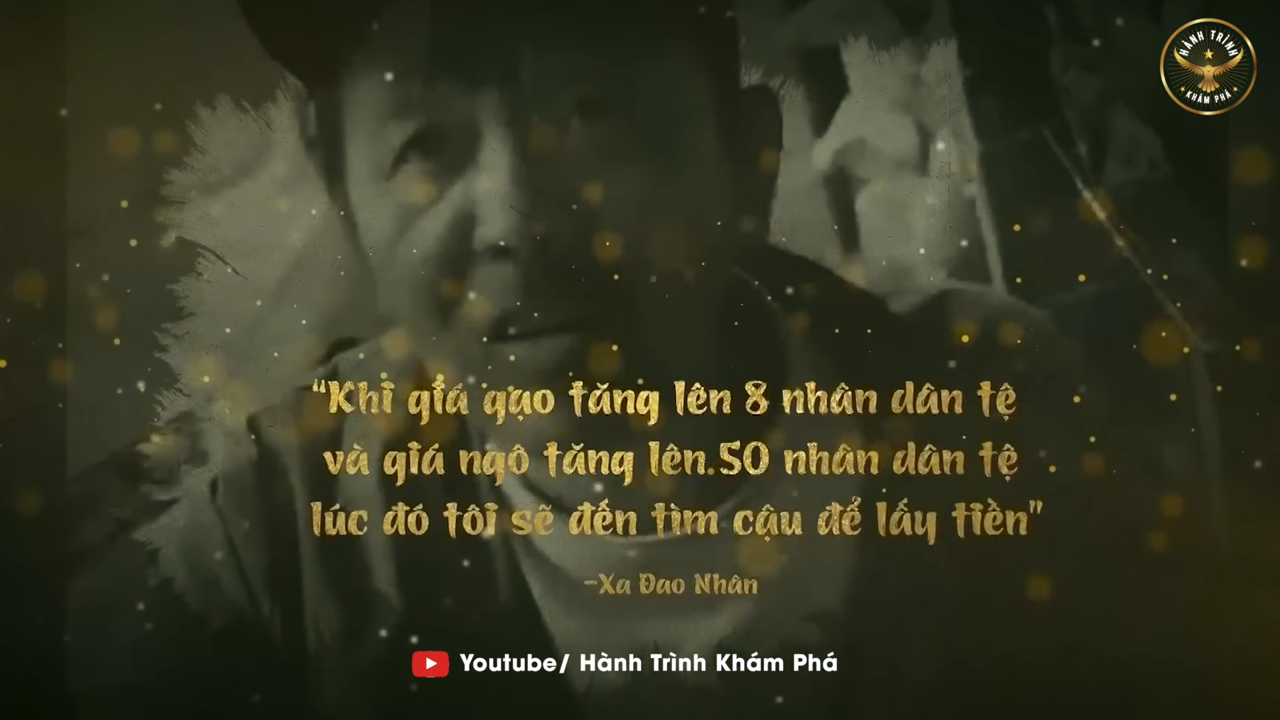 HÀNH TRÌNH
KHÁM PHÁ
“Khi giá gạo tăng lên 8 nhân dân tệ
và giá ngô tăng lên 50 nhân dân tệ
lúc đó tôi sẽ đến tìm cậu để lấy tiền"
-Xa Đao Nhân
Youtube/ Hành Trình Khám Phá